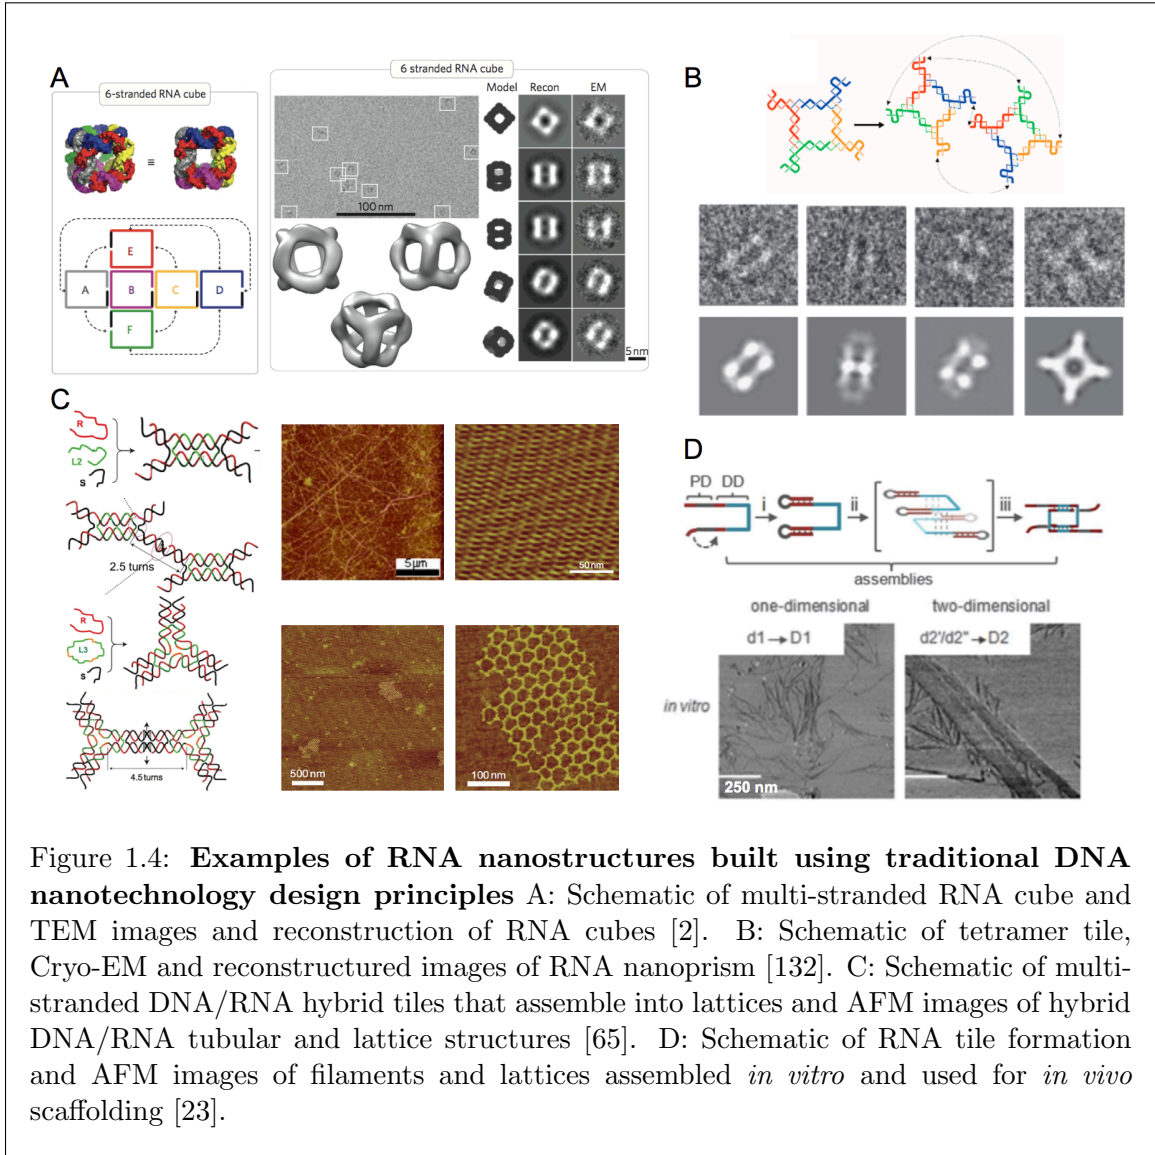 A
6-stranded RNA cube
≡
E
A
B
C
D
F
6 stranded RNA cube
Model
Recon
EM
100 nm
5 nm
B
C
R
L2
S
2.5 turns
R
L3
S
4.5 turns
5µm
50 nm
500 nm
100 nm
D
PD
DD
i
ii
iii
assemblies
one-dimensional
two-dimensional
d1 → D1
d2'/d2" → D2
in vitro
250 nm
Figure 1.4: Examples of RNA nanostructures built using traditional DNA
nanotechnology design principles A: Schematic of multi-stranded RNA cube and
TEM images and reconstruction of RNA cubes [2]. B: Schematic of tetramer tile,
Cryo-EM and reconstructured images of RNA nanoprism [132]. C: Schematic of multi-
stranded DNA/RNA hybrid tiles that assemble into lattices and AFM images of hybrid
DNA/RNA tubular and lattice structures [65]. D: Schematic of RNA tile formation
and AFM images of filaments and lattices assembled in vitro and used for in vivo
scaffolding [23].